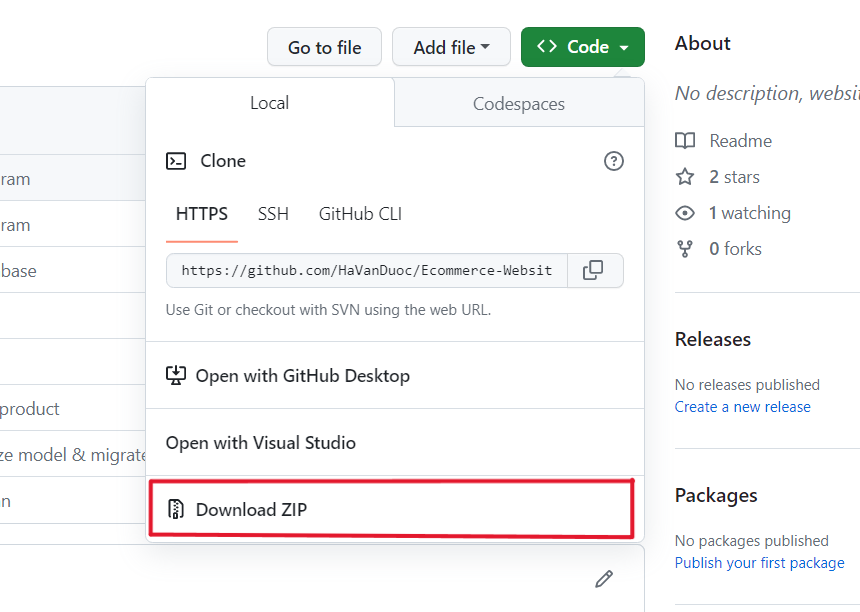 Go to file
Add file
Code
Local
Codespaces
Clone
HTTPS
SSH
GitHub CLI
https://github.com/HaVanDuoc/Ecommerce-Websit
Use Git or checkout with SVN using the web URL.
Open with GitHub Desktop
Open with Visual Studio
Download ZIP
ram
ram
base
product
ze model & migrate
n
About
No description, websit
Readme
2 stars
1 watching
0 forks
Releases
No releases published
Create a new release
Packages
No packages published
Publish your first package